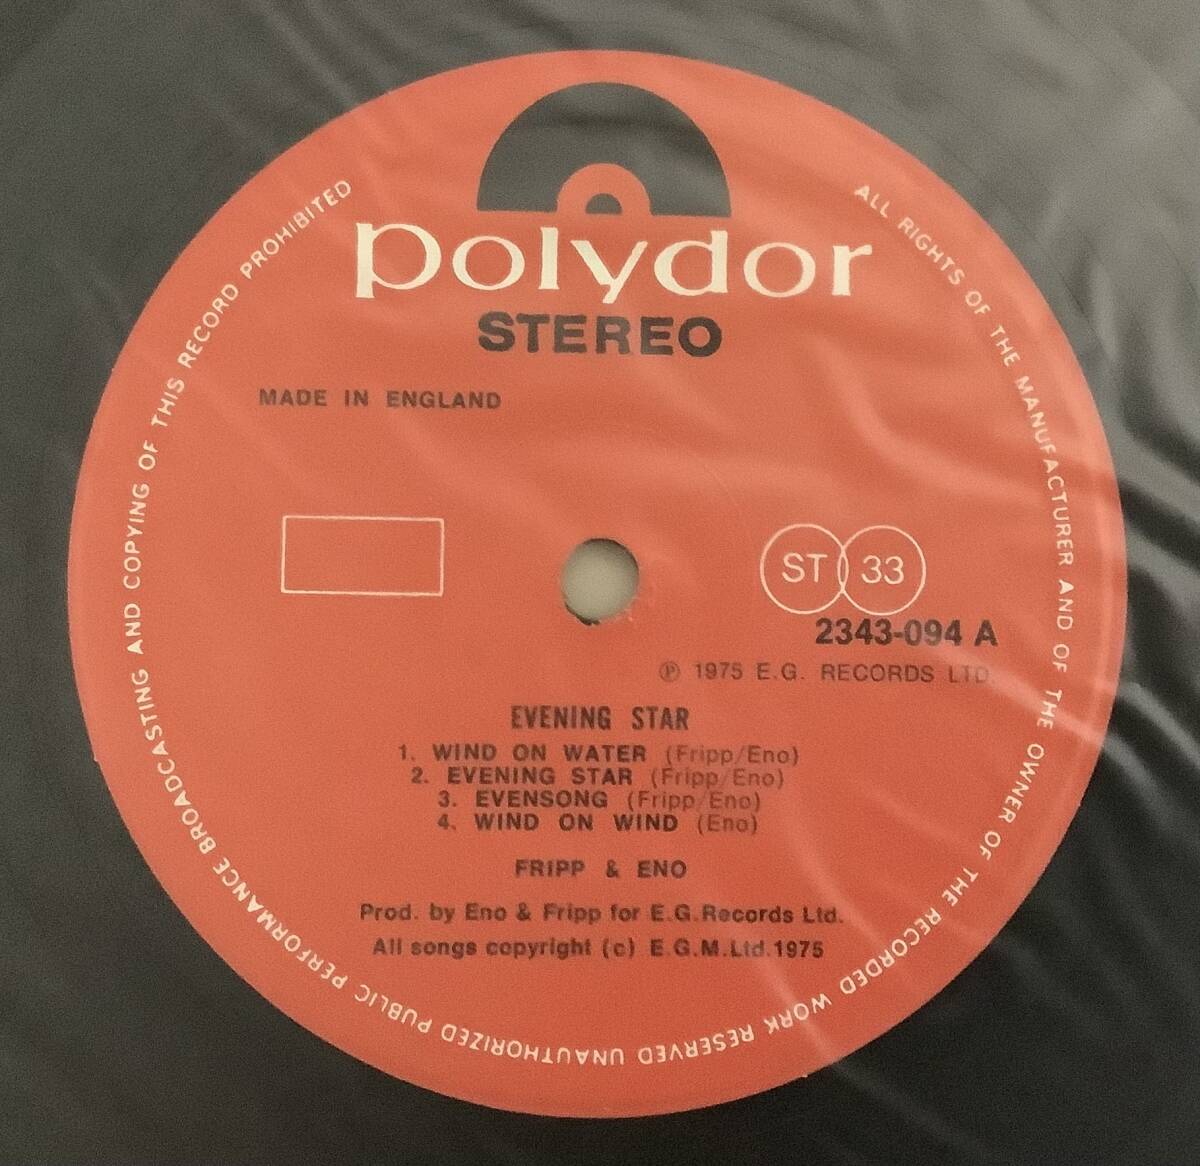 polydor
STEREO
MADE IN ENGLAND
ST 33
2343-094 A
℗ 1975 E.G. RECORDS LTD.
EVENING STAR
1. WIND ON WATER (Fripp/Eno)
2. EVENING STAR (Fripp/Eno)
3. EVENSONG (Fripp/Eno)
4. WIND ON WIND (Eno)
FRIPP & ENO
Prod. by Eno & Fripp for E.G.Records Ltd.
All songs copyright (c) E.G.M.Ltd.1975
ALL RIGHTS OF THE MANUFACTURER AND OF THE OWNER OF THE RECORDED WORK RESERVED UNAUTHORIZED PUBLIC PERFORMANCE BROADCASTING AND COPYING OF THIS RECORD PROHIBITED